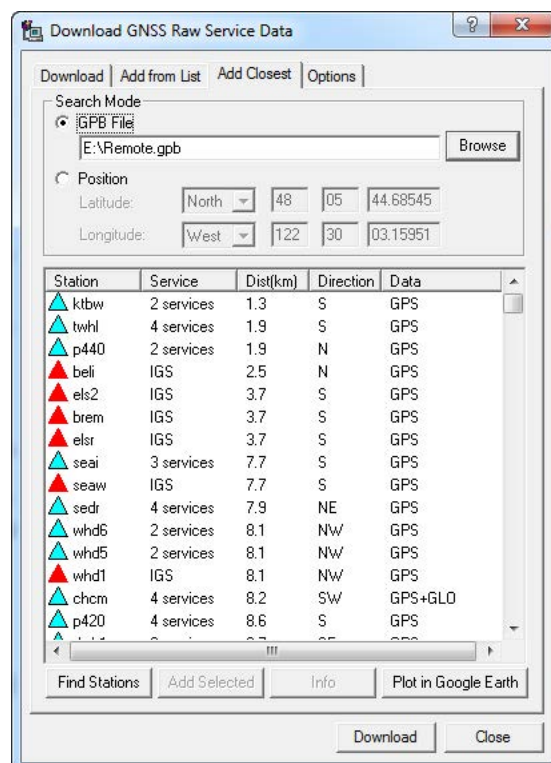 Download GNSS Raw Service Data
Download Add from List Add Closest Options
Search Mode
GPB File
E:\Remote.gpb Browse
Position
Latitude: North 48 05 44.68545
Longitude: West 122 30 03.15951
Station Service Dist(km) Direction Data
ktbw 2 services 1.3 S GPS
twhl 4 services 1.9 S GPS
p440 2 services 1.9 N GPS
beli IGS 2.5 N GPS
els2 IGS 3.7 S GPS
brem IGS 3.7 S GPS
elsr IGS 3.7 S GPS
seai 3 services 7.7 S GPS
seaw IGS 7.7 S GPS
sedr 4 services 7.9 NE GPS
whd6 2 services 8.1 NW GPS
whd5 2 services 8.1 NW GPS
whd1 IGS 8.1 NW GPS
chcm 4 services 8.2 SW GPS+GLO
p420 4 services 8.6 S GPS
Find Stations Add Selected Info Plot in Google Earth
Download Close